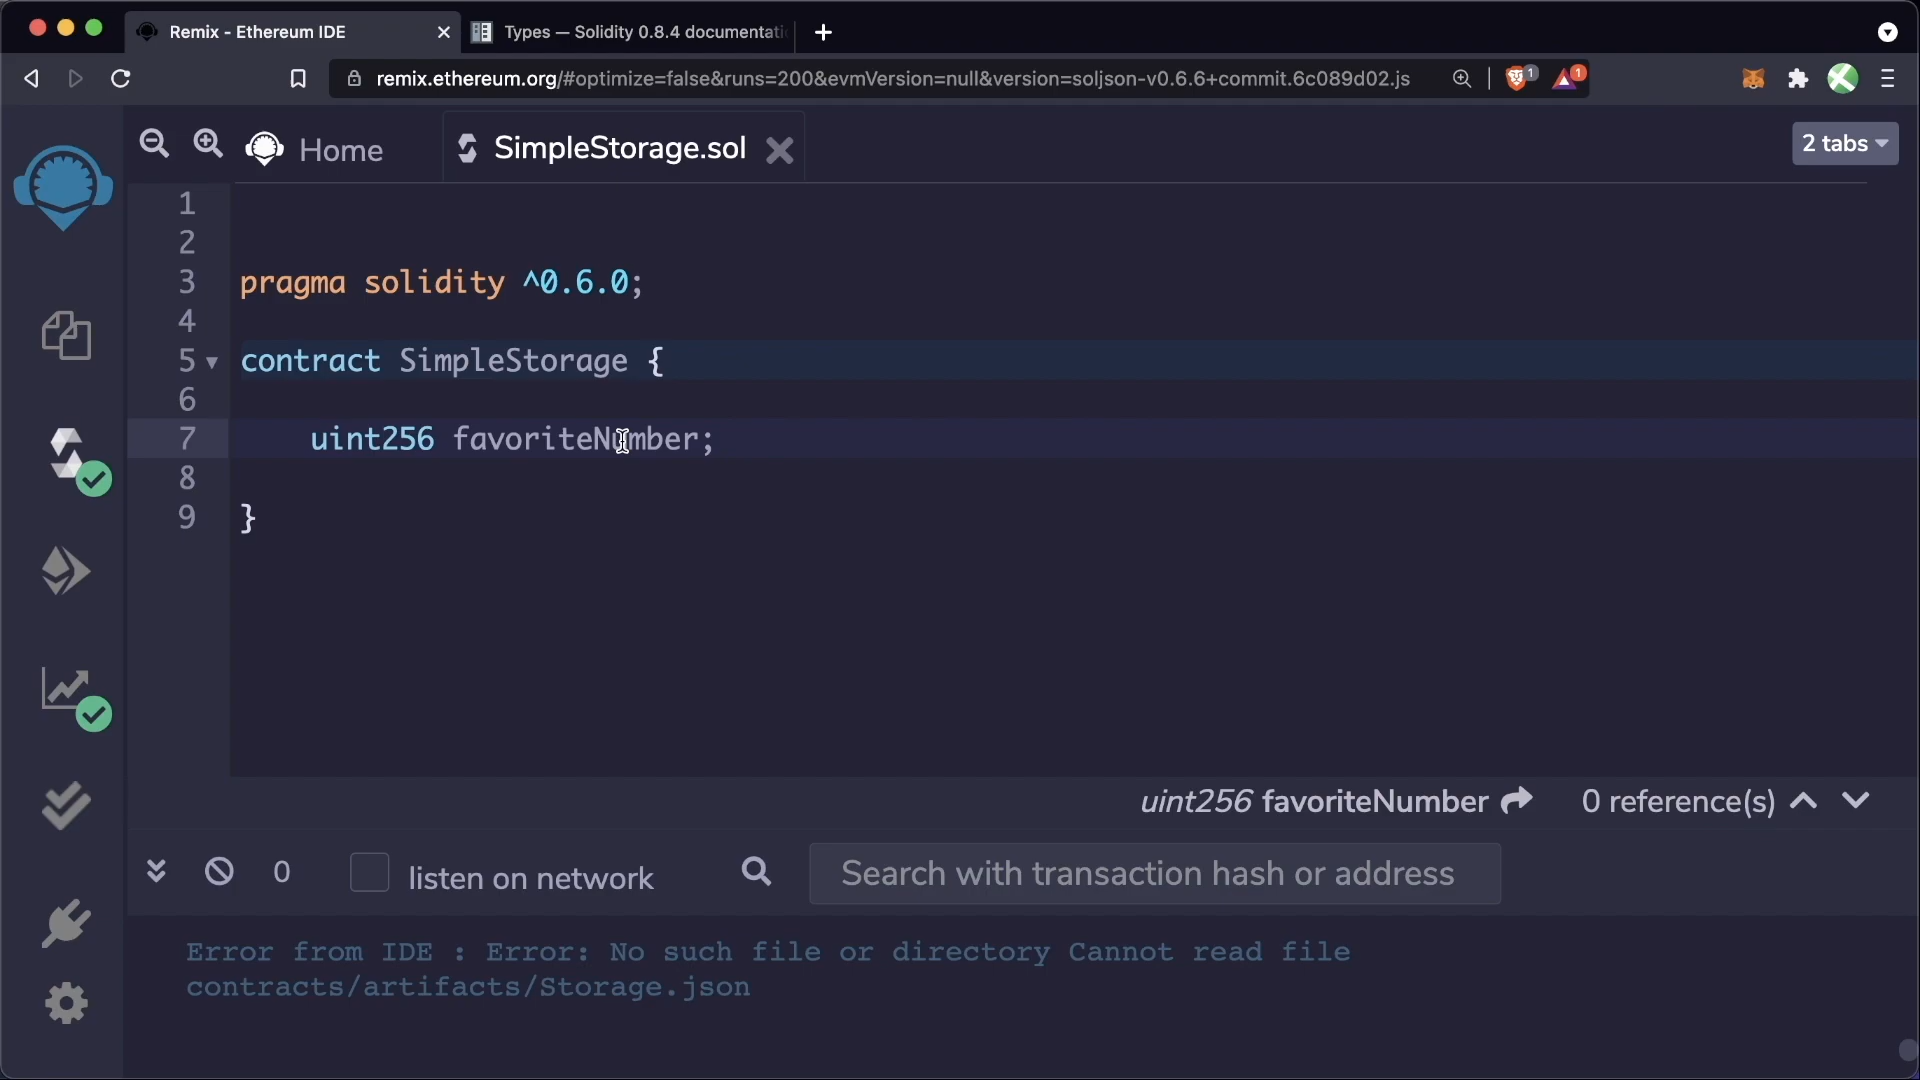 Remix - Ethereum IDE
Types — Solidity 0.8.4 documentati
remix.ethereum.org/#optimize=false&runs=200&evmVersion=null&version=soljson-v0.6.6+commit.6c089d02.js
1
1
Home
SimpleStorage.sol
2 tabs
1
2
3 pragma solidity ^0.6.0;
4
5 contract SimpleStorage {
6
7 uint256 favoriteNumber;
8
9 }
uint256 favoriteNumber
0 reference(s)
0
listen on network
Search with transaction hash or address
Error from IDE : Error: No such file or directory Cannot read file
contracts/artifacts/Storage.json